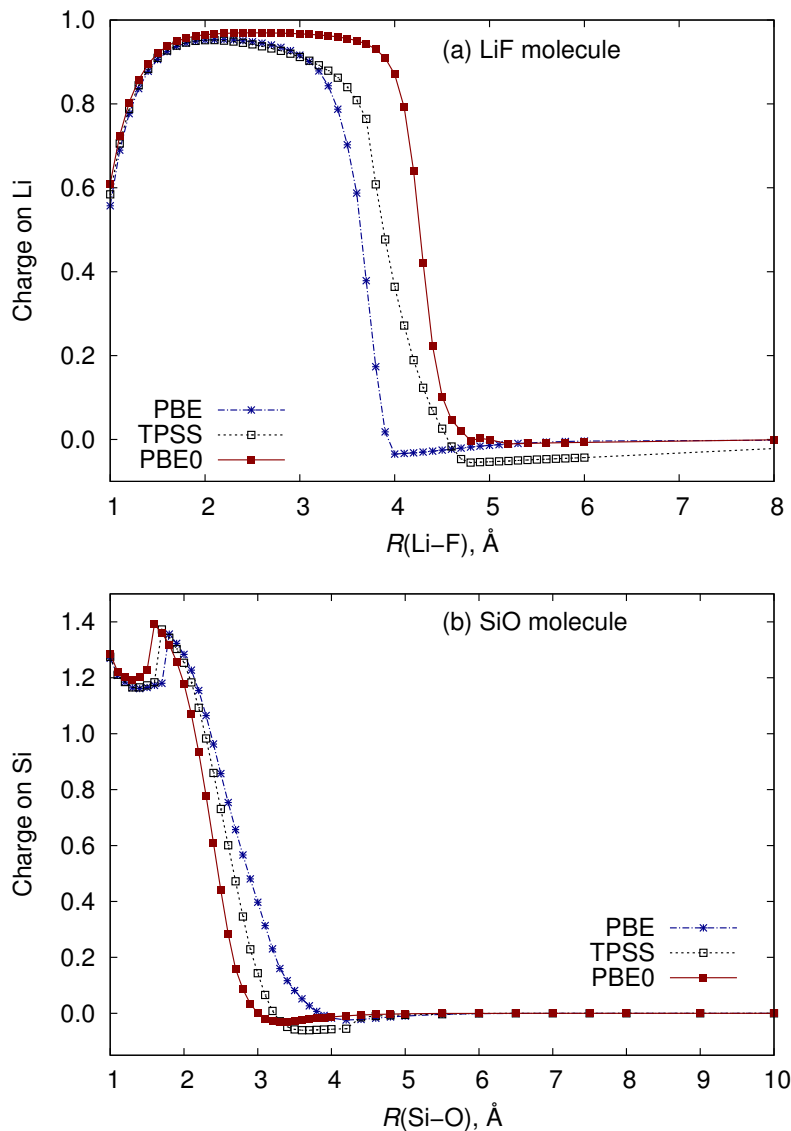 (a) LiF molecule
Charge on Li
1.0
0.8
0.6
0.4
0.2
0.0
PBE
TPSS
PBE0
1 2 3 4 5 6 7 8
R(Li−F), Å
(b) SiO molecule
Charge on Si
1.4
1.2
1.0
0.8
0.6
0.4
0.2
0.0
PBE
TPSS
PBE0
1 2 3 4 5 6 7 8 9 10
R(Si−O), Å